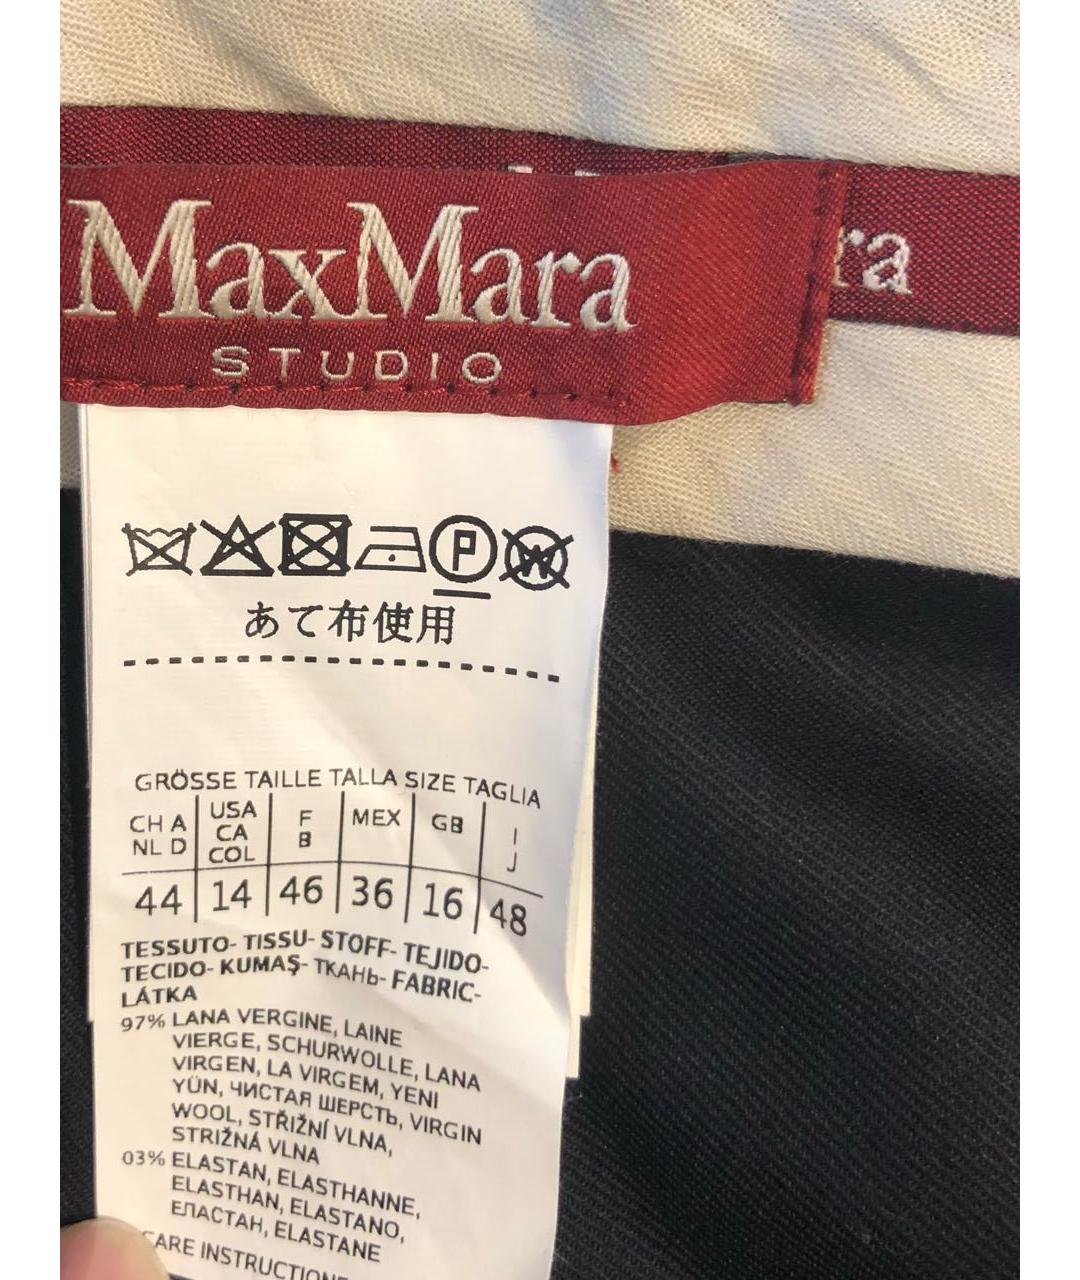 MaxMara
ra
STUDIO
P
W
あて布使用
GRÖSSE TAILLE TALLA SIZE TAGLIA
CH A NL D | USA CA COL | F B | MEX | GB | I J
44 | 14 | 46 | 36 | 16 | 48
TESSUTO- TISSU- STOFF- TEJIDO-
TECIDO- KUMAŞ- ТКАНЬ- FABRIC-
LÁTKA
97% LANA VERGINE, LAINE
VIERGE, SCHURWOLLE, LANA
VIRGEN, LA VIRGEM, YENI
YÜN, ЧИСТАЯ ШЕРСТЬ, VIRGIN
WOOL, STŘIŽNÍ VLNA,
STRIŽNÁ VLNA
03% ELASTAN, ELASTHANNE,
ELASTHAN, ELASTANO,
ЕЛАСТАН, ELASTANE
CARE INSTRUCTION